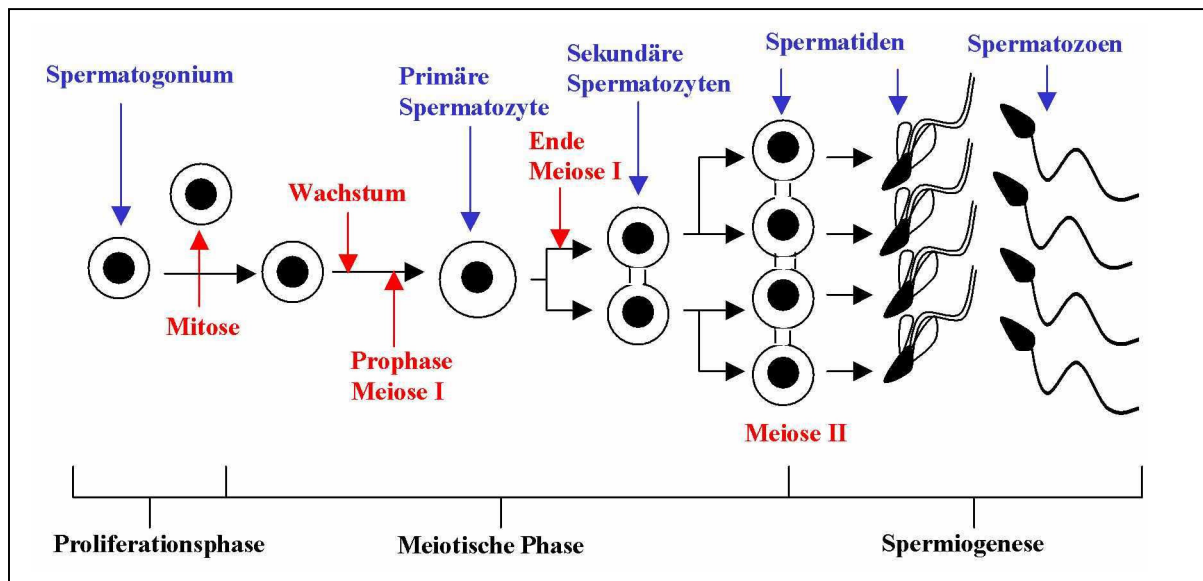 Spermatogonium
Primäre
Spermatozyte
Sekundäre
Spermatozyten
Spermatiden
Spermatozoen
Wachstum
Ende
Meiose I
Mitose
Prophase
Meiose I
Meiose II
Proliferationsphase
Meiotische Phase
Spermiogenese